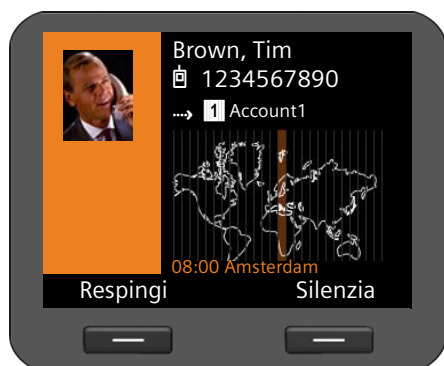 Brown, Tim
1234567890
1 Account1
08:00 Amsterdam
Respingi Silenzia